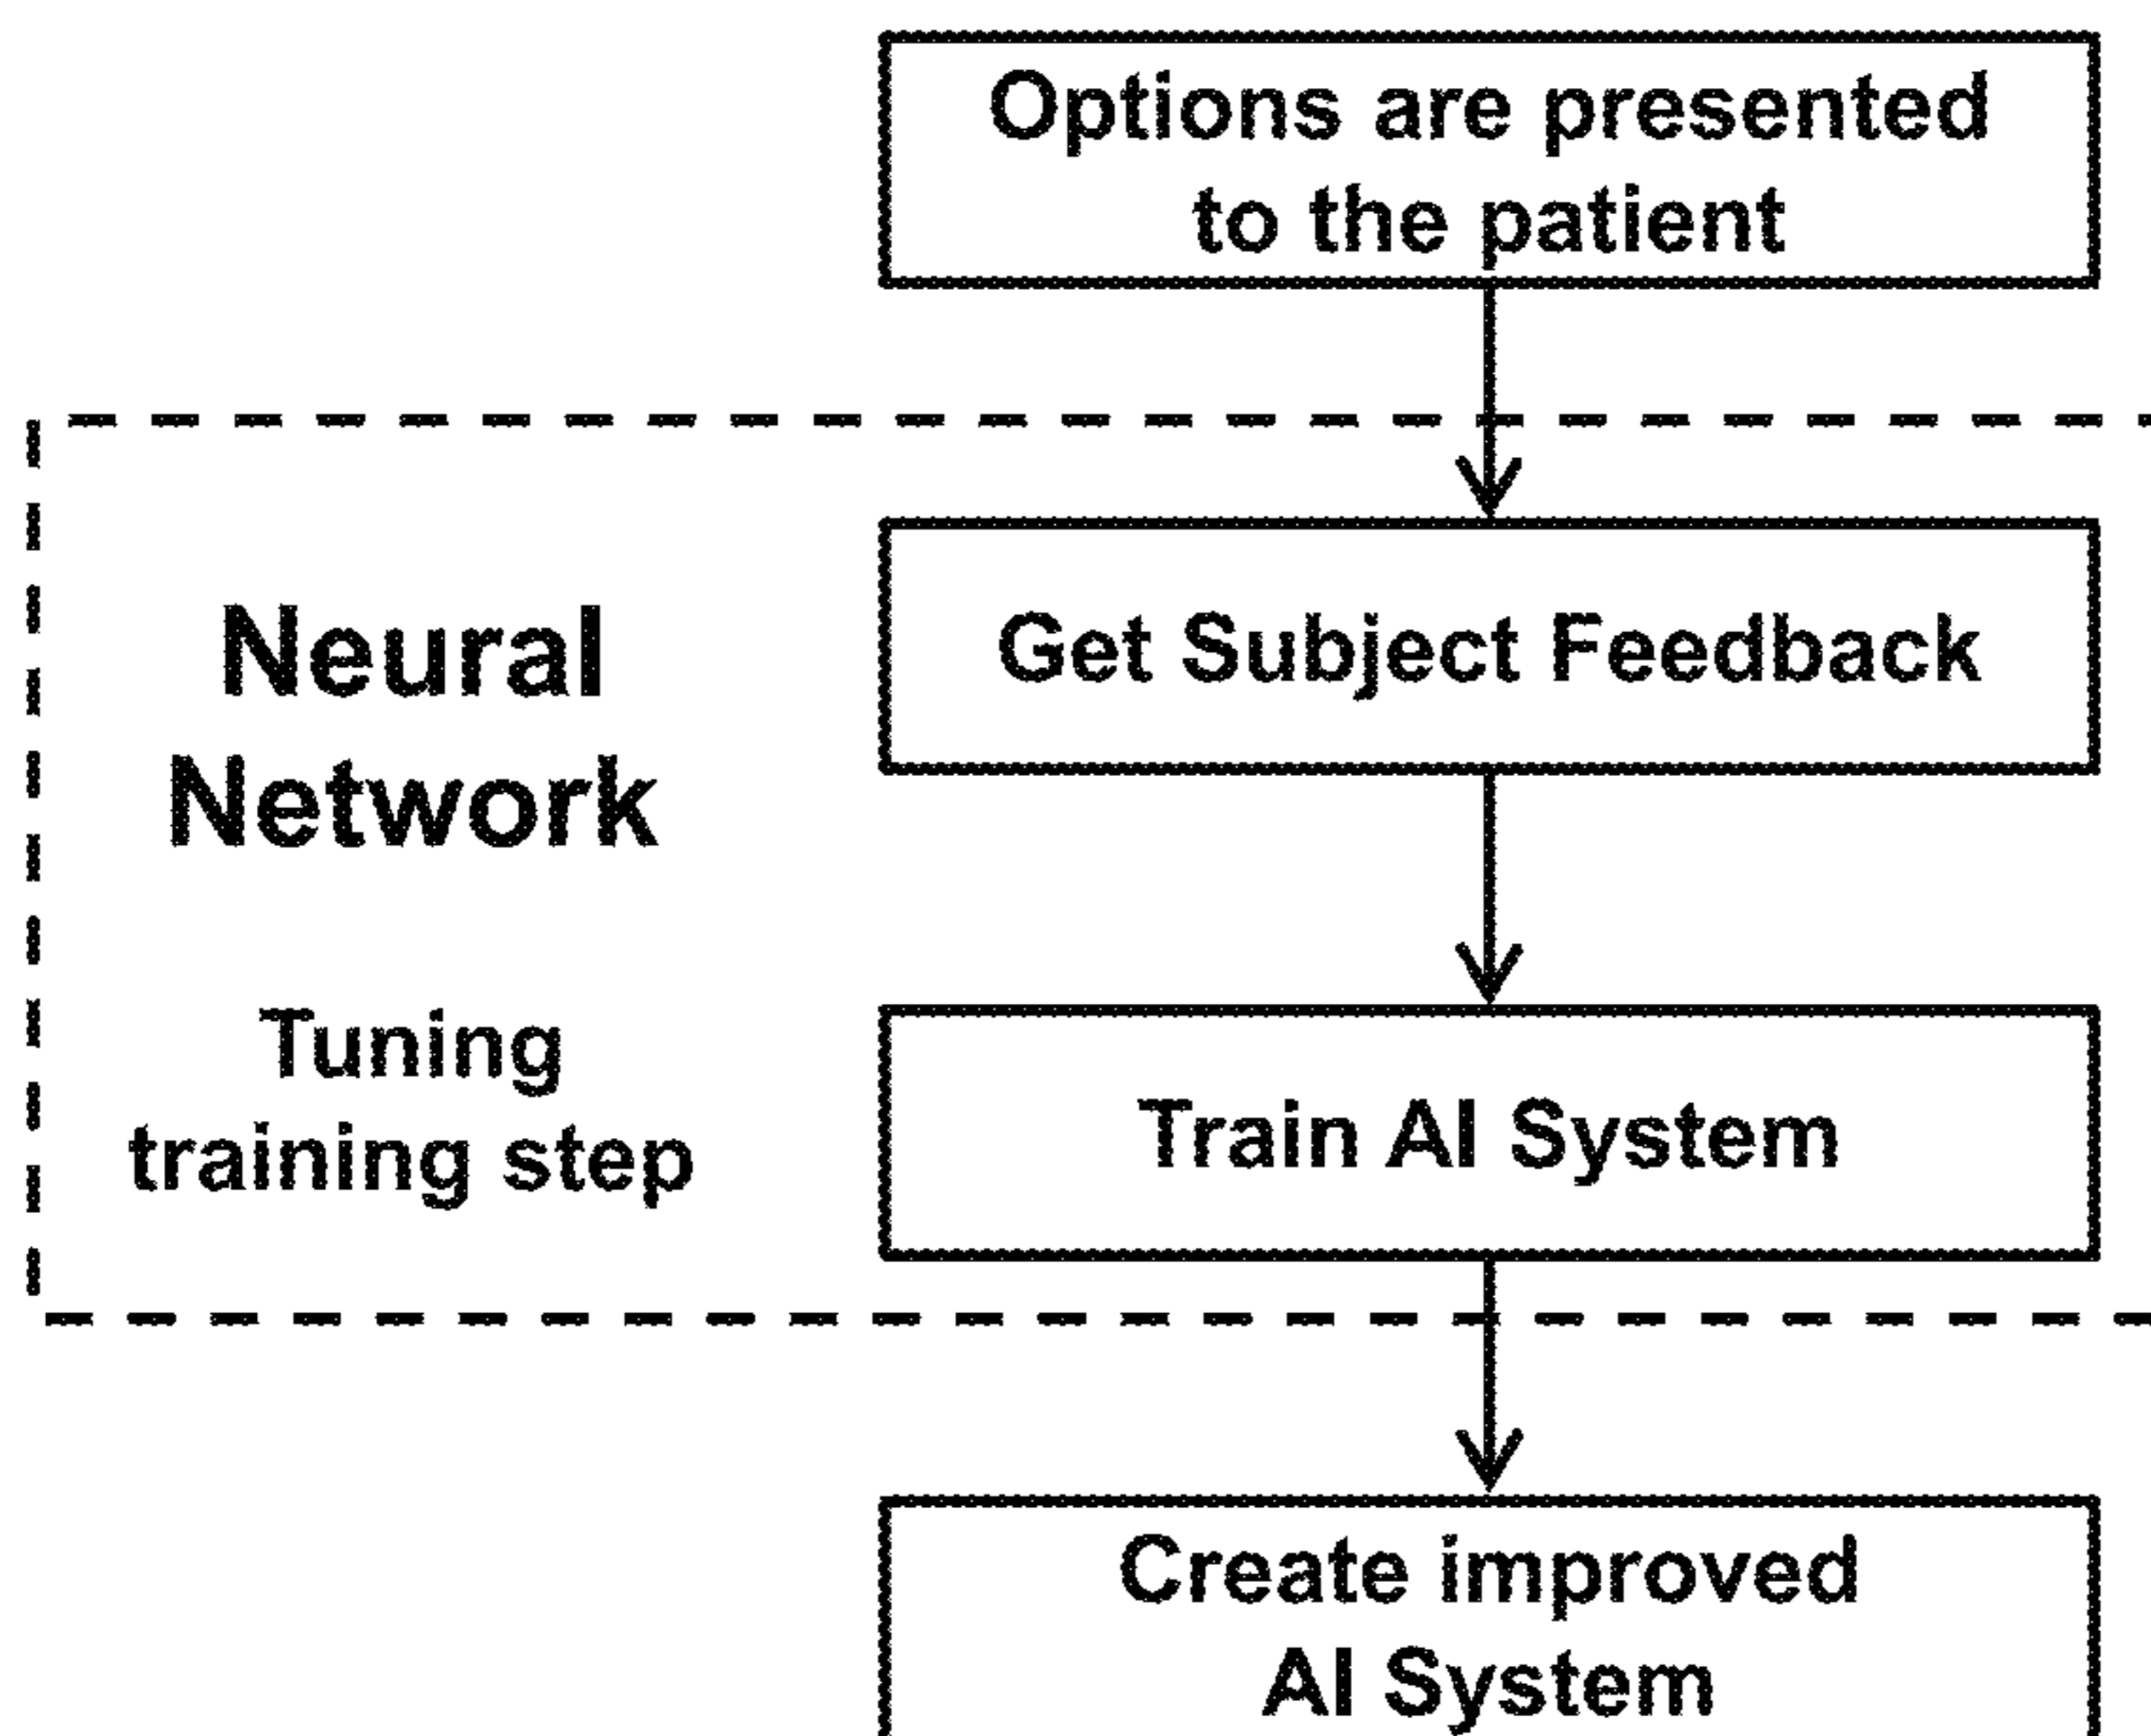 Options are presented
to the patient
Neural
Network
Tuning
training step
Get Subject Feedback
Train AI System
Create improved
AI System